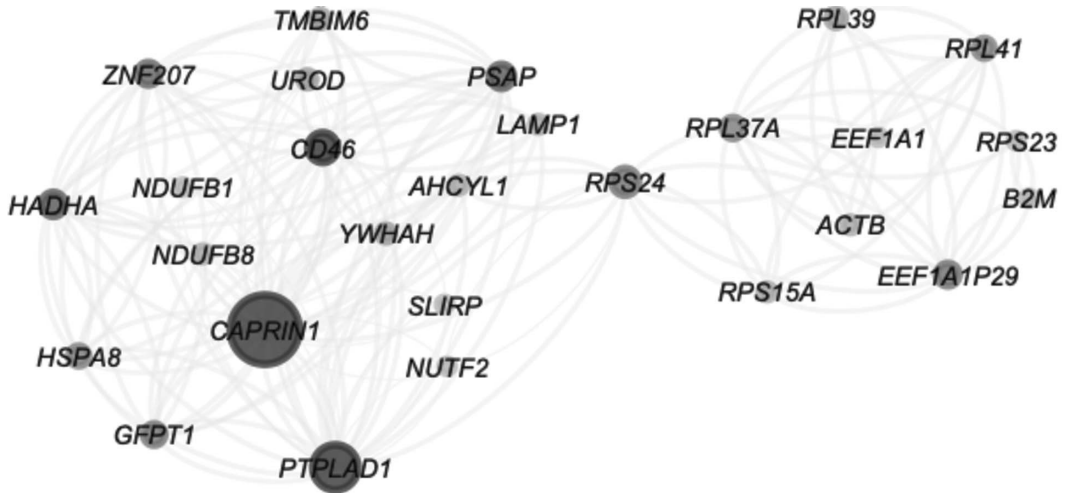 TMBIM6
ZNF207
UROD
PSAP
LAMP1
CD46
NDUFB1
AHCYL1
HADHA
YWHAH
NDUFB8
SLIRP
CAPRIN1
HSPA8
NUTF2
GFPT1
PTPLAD1
RPS24
RPL39
RPL41
RPL37A
EEF1A1
RPS23
B2M
ACTB
EEF1A1P29
RPS15A